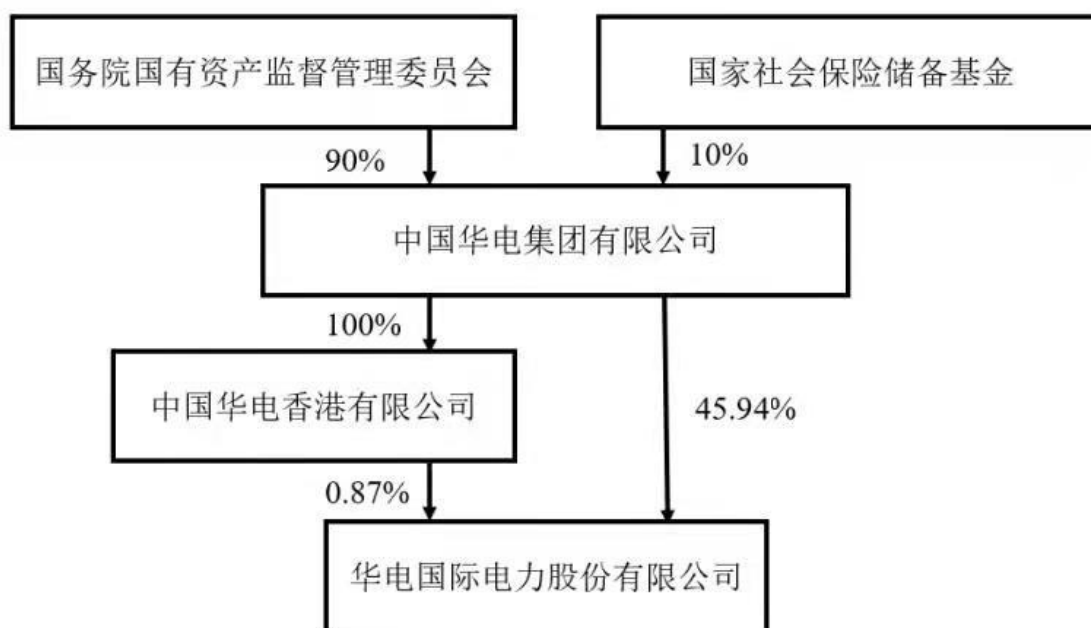 国务院国有资产监督管理委员会
国家社会保险储备基金
90%
10%
中国华电集团有限公司
100%
中国华电香港有限公司
45.94%
0.87%
华电国际电力股份有限公司